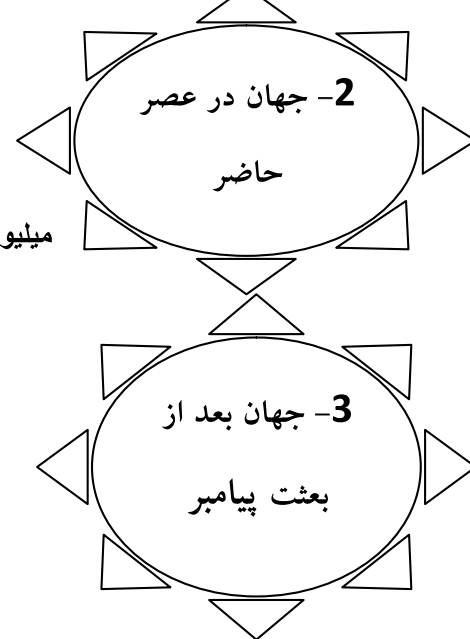 2- جهان در عصر
حاضر
میلیو
3- جهان بعد از
بعثت پیامبر